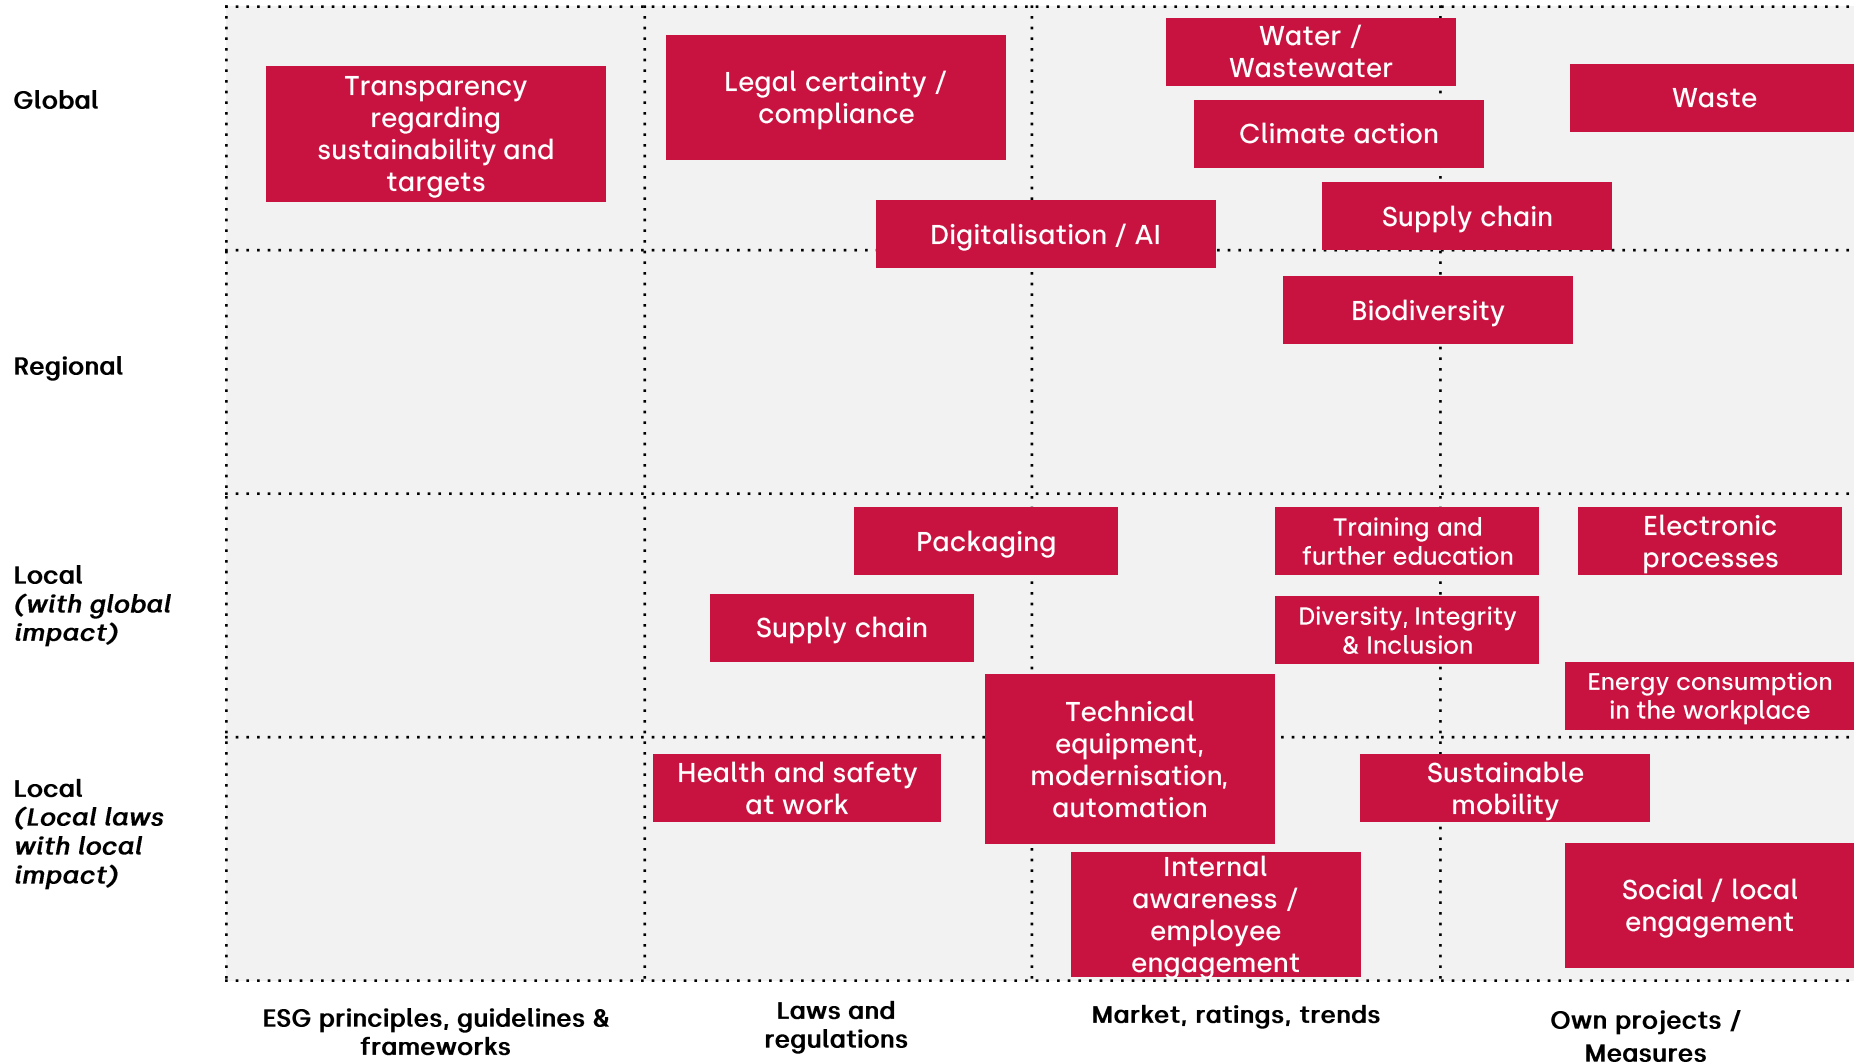 Global
Transparency
regarding
sustainability and
targets
Legal certainty /
compliance
Water /
Wastewater
Climate action
Waste
Supply chain
Digitalisation / AI
Regional
Biodiversity
Local
(with global
impact)
Packaging
Training and
further education
Electronic
processes
Supply chain
Diversity, Integrity
& Inclusion
Energy consumption
in the workplace
Technical
equipment,
modernisation,
automation
Local
(Local laws
with local
impact)
Health and safety
at work
Sustainable
mobility
Internal
awareness /
employee
engagement
Social / local
engagement
ESG principles, guidelines &
frameworks
Laws and
regulations
Market, ratings, trends
Own projects /
Measures